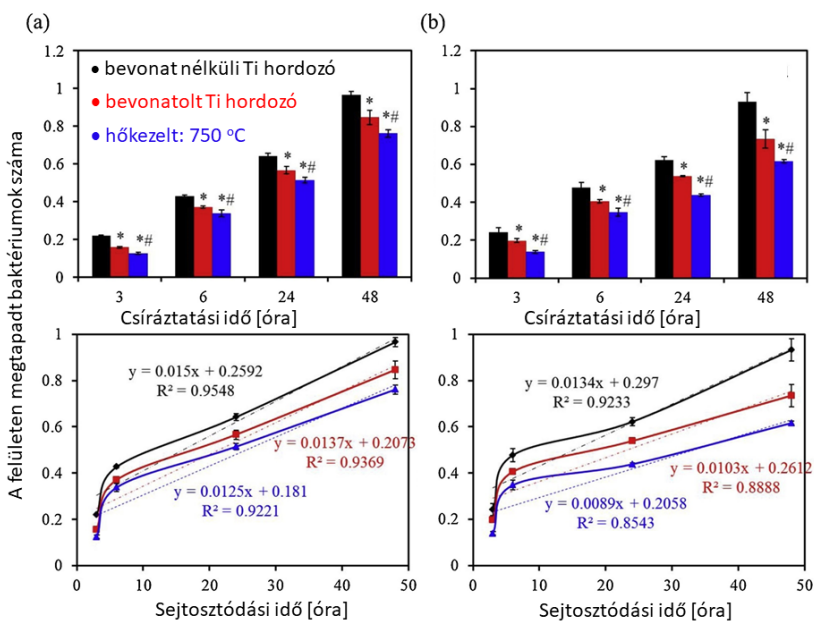 (a)
(b)
A felületen megtapadt baktériumok száma
1.2
1
0.8
0.6
0.4
0.2
0
● bevonat nélküli Ti hordozó
● bevonatolt Ti hordozó
● hőkezelt: 750 °C
* *#
* *#
* *#
* *#
3 6 24 48
Csíráztatási idő [óra]
1.2
1
0.8
0.6
0.4
0.2
0
* *#
* *#
* *#
* *#
3 6 24 48
Csíráztatási idő [óra]
1
0.8
0.6
0.4
0.2
0
y = 0.015x + 0.2592
R² = 0.9548
y = 0.0137x + 0.2073
R² = 0.9369
y = 0.0125x + 0.181
R² = 0.9221
0 10 20 30 40 50
Sejtosztódási idő [óra]
1
0.8
0.6
0.4
0.2
0
y = 0.0134x + 0.297
R² = 0.9233
y = 0.0103x + 0.2612
R² = 0.8888
y = 0.0089x + 0.2058
R² = 0.8543
0 10 20 30 40 50
Sejtosztódási idő [óra]